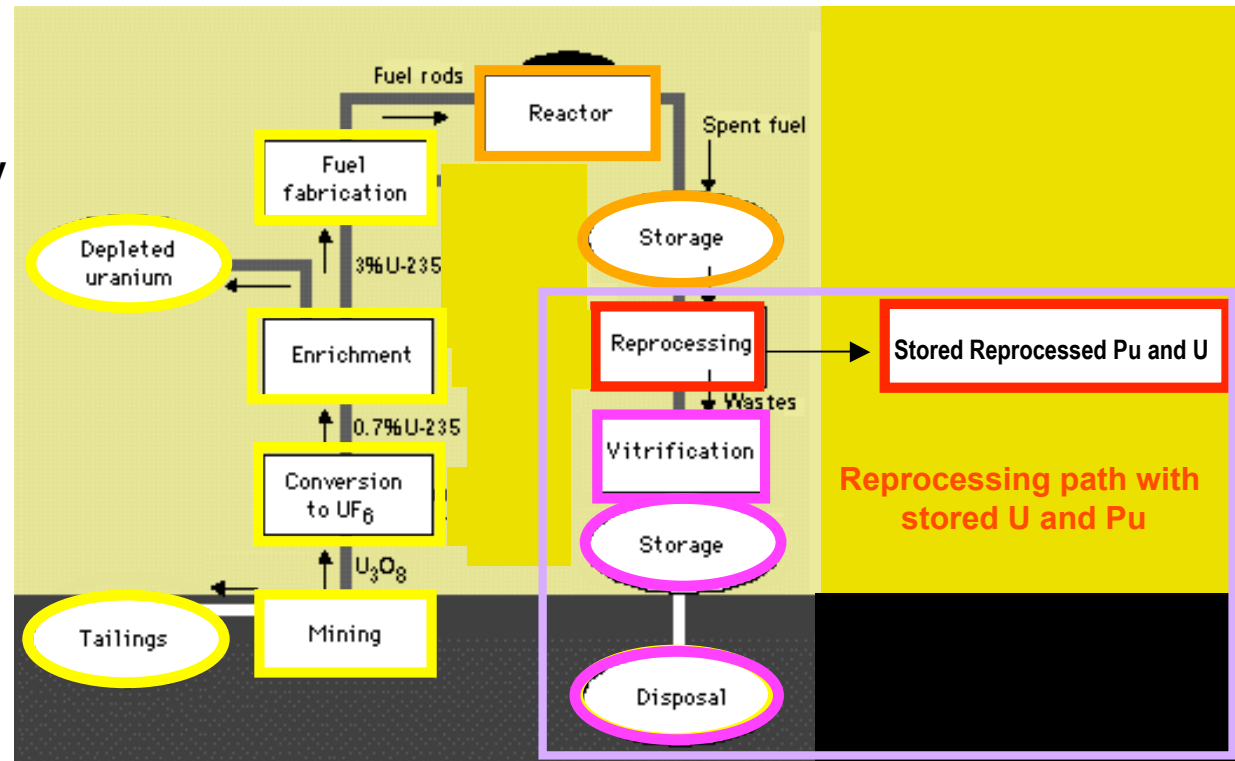 Fuel rods
Reactor
Spent fuel
Fuel
fabrication
Storage
Depleted
uranium
3% U-235
Enrichment
Reprocessing
Stored Reprocessed Pu and U
Wastes
0.7% U-235
Vitrification
Conversion
to UF6
Reprocessing path with
stored U and Pu
Storage
U3O8
Tailings
Mining
Disposal